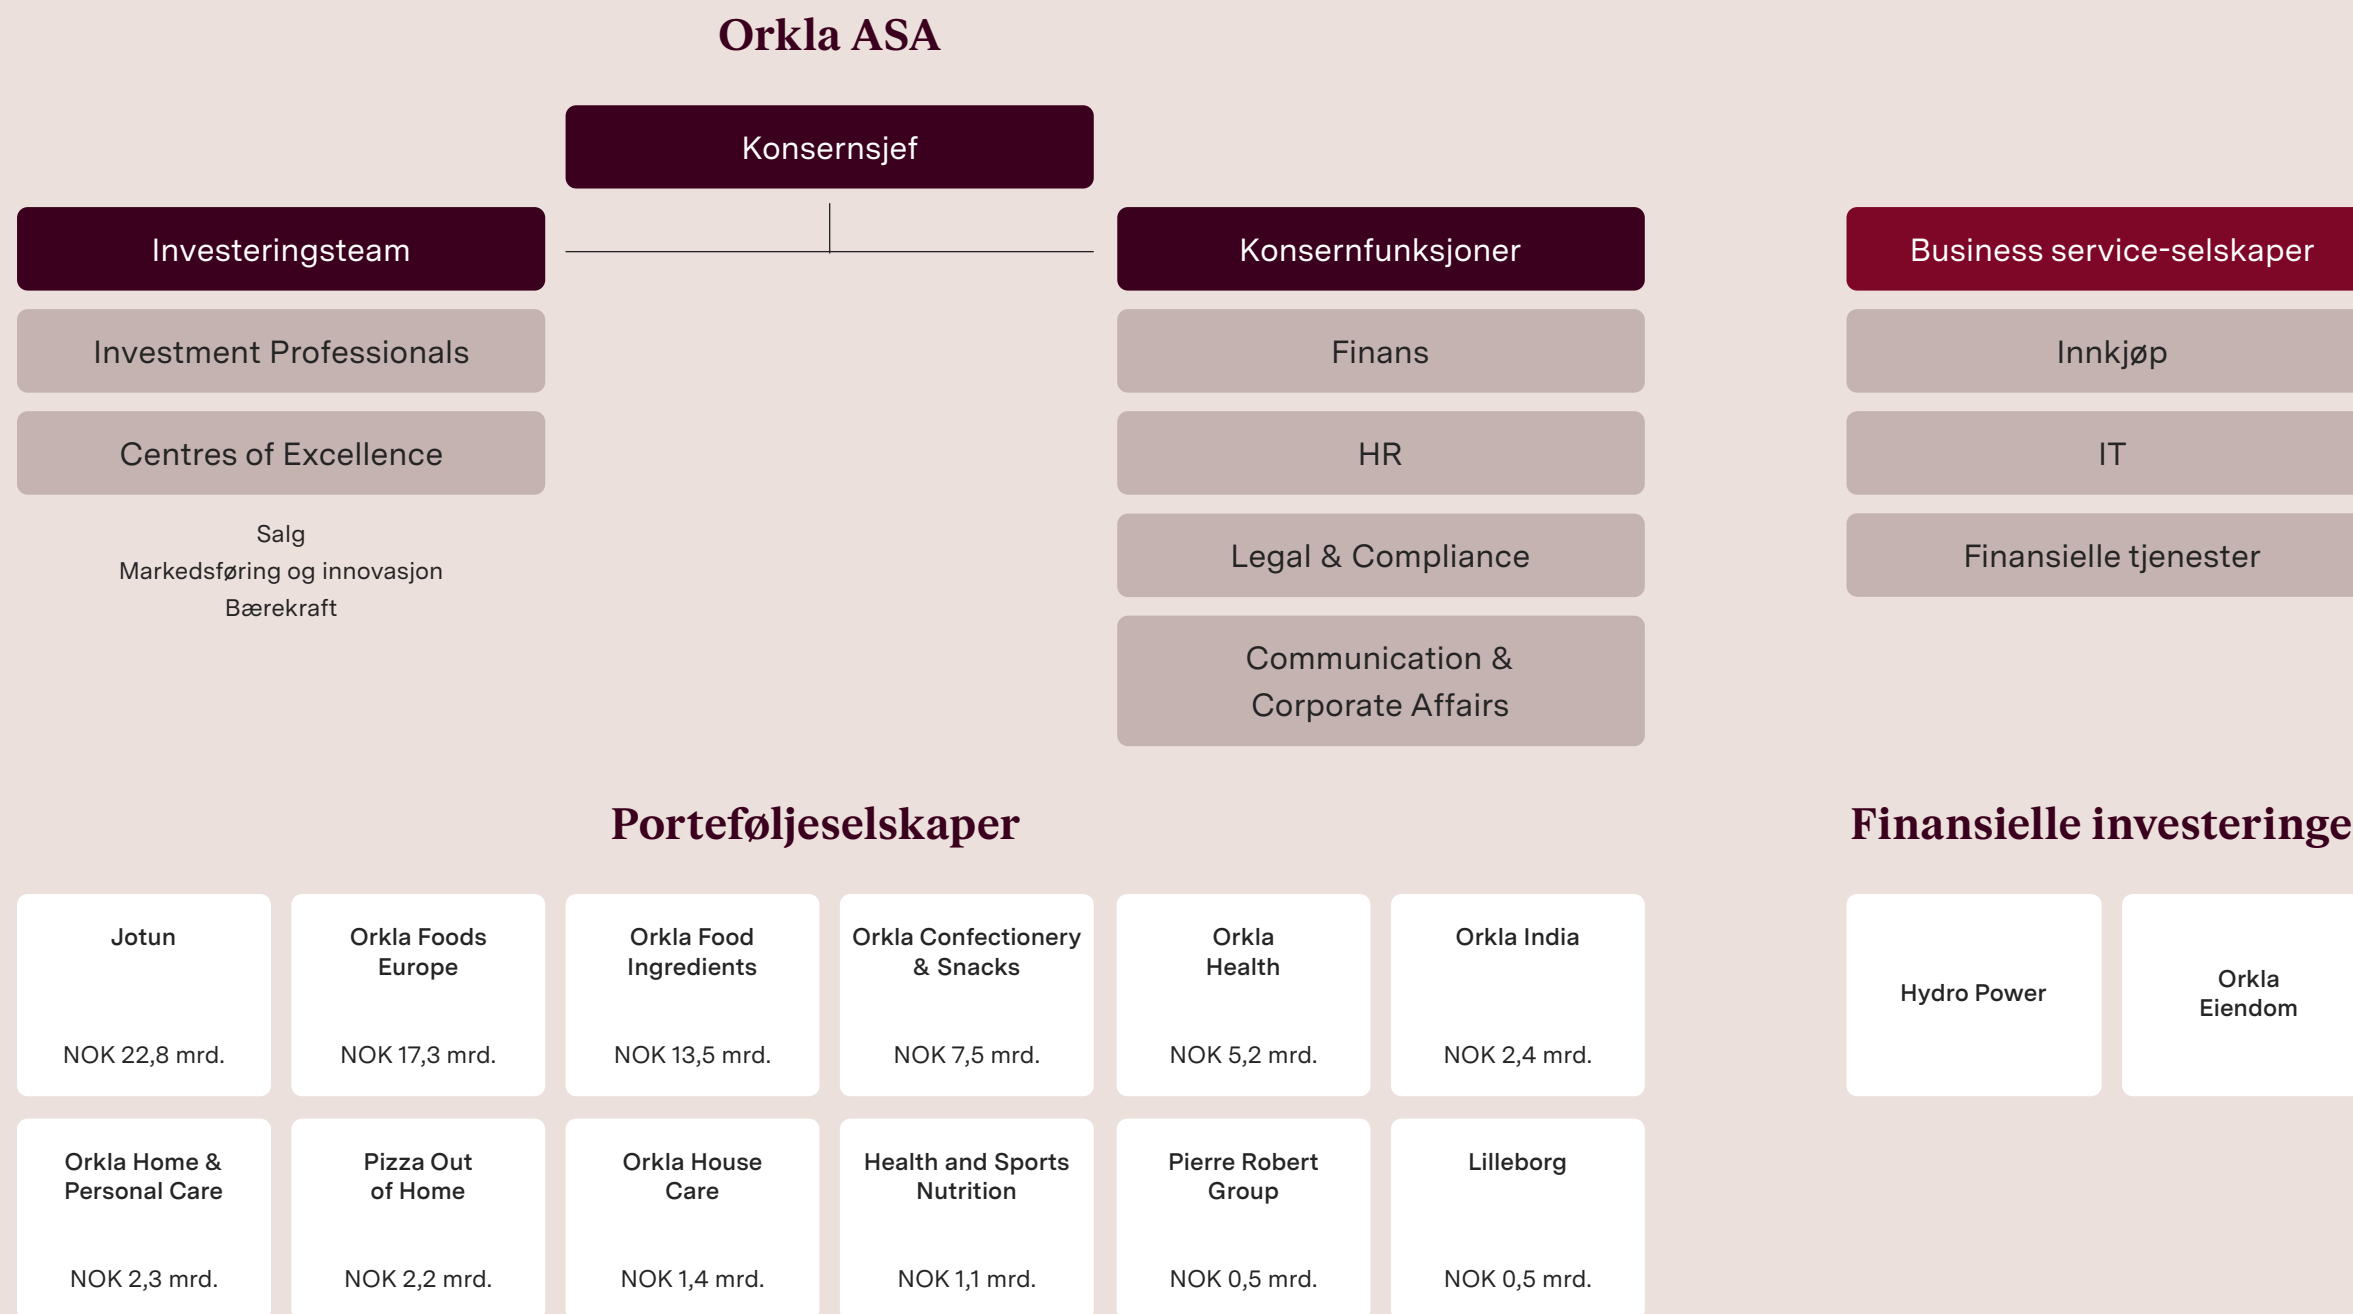 Orkla ASA
Konsernsjef
Investeringsteam
Investment Professionals
Centres of Excellence
Salg
Markedsføring og innovasjon
Bærekraft
Konsernfunksjoner
Finans
HR
Legal & Compliance
Communication &
Corporate Affairs
Business service-selskaper
Innkjøp
IT
Finansielle tjenester
Porteføljeselskaper
Jotun
NOK 22,8 mrd.
Orkla Foods
Europe
NOK 17,3 mrd.
Orkla Food
Ingredients
NOK 13,5 mrd.
Orkla Confectionery
& Snacks
NOK 7,5 mrd.
Orkla
Health
NOK 5,2 mrd.
Orkla India
NOK 2,4 mrd.
Orkla Home &
Personal Care
NOK 2,3 mrd.
Pizza Out
of Home
NOK 2,2 mrd.
Orkla House
Care
NOK 1,4 mrd.
Health and Sports
Nutrition
NOK 1,1 mrd.
Pierre Robert
Group
NOK 0,5 mrd.
Lilleborg
NOK 0,5 mrd.
Finansielle investeringe
Hydro Power
Orkla
Eiendom